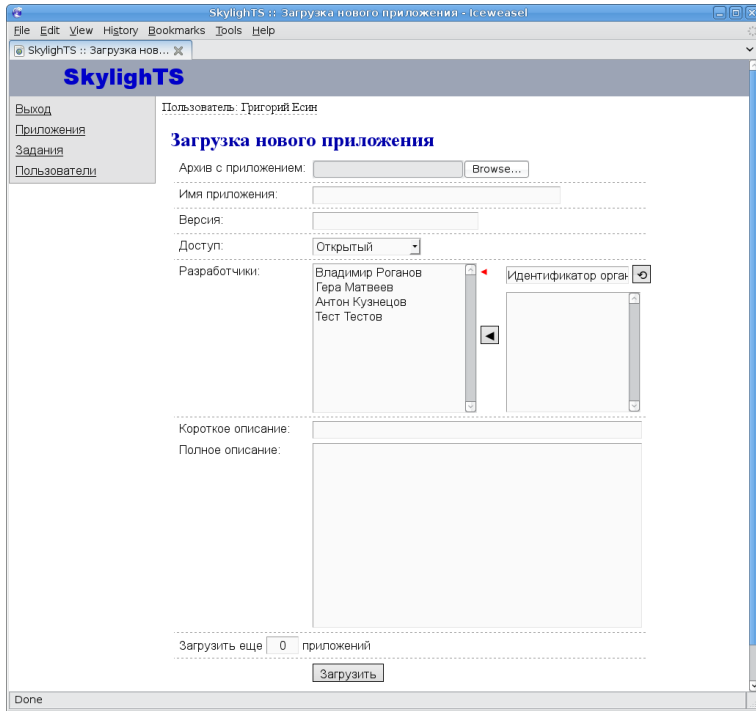 SkylighTS :: Загрузка нового приложения - Iceweasel
File Edit View History Bookmarks Tools Help
SkylighTS :: Загрузка нов...
SkylighTS
Выход
Приложения
Задания
Пользователи
Пользователь: Григорий Есин
Загрузка нового приложения
Архив с приложением: Browse...
Имя приложения:
Версия:
Доступ: Открытый
Разработчики:
Владимир Роганов
Гера Матвеев
Антон Кузнецов
Тест Тестов
Идентификатор орган
Короткое описание:
Полное описание:
Загрузить еще 0 приложений
Загрузить
Done